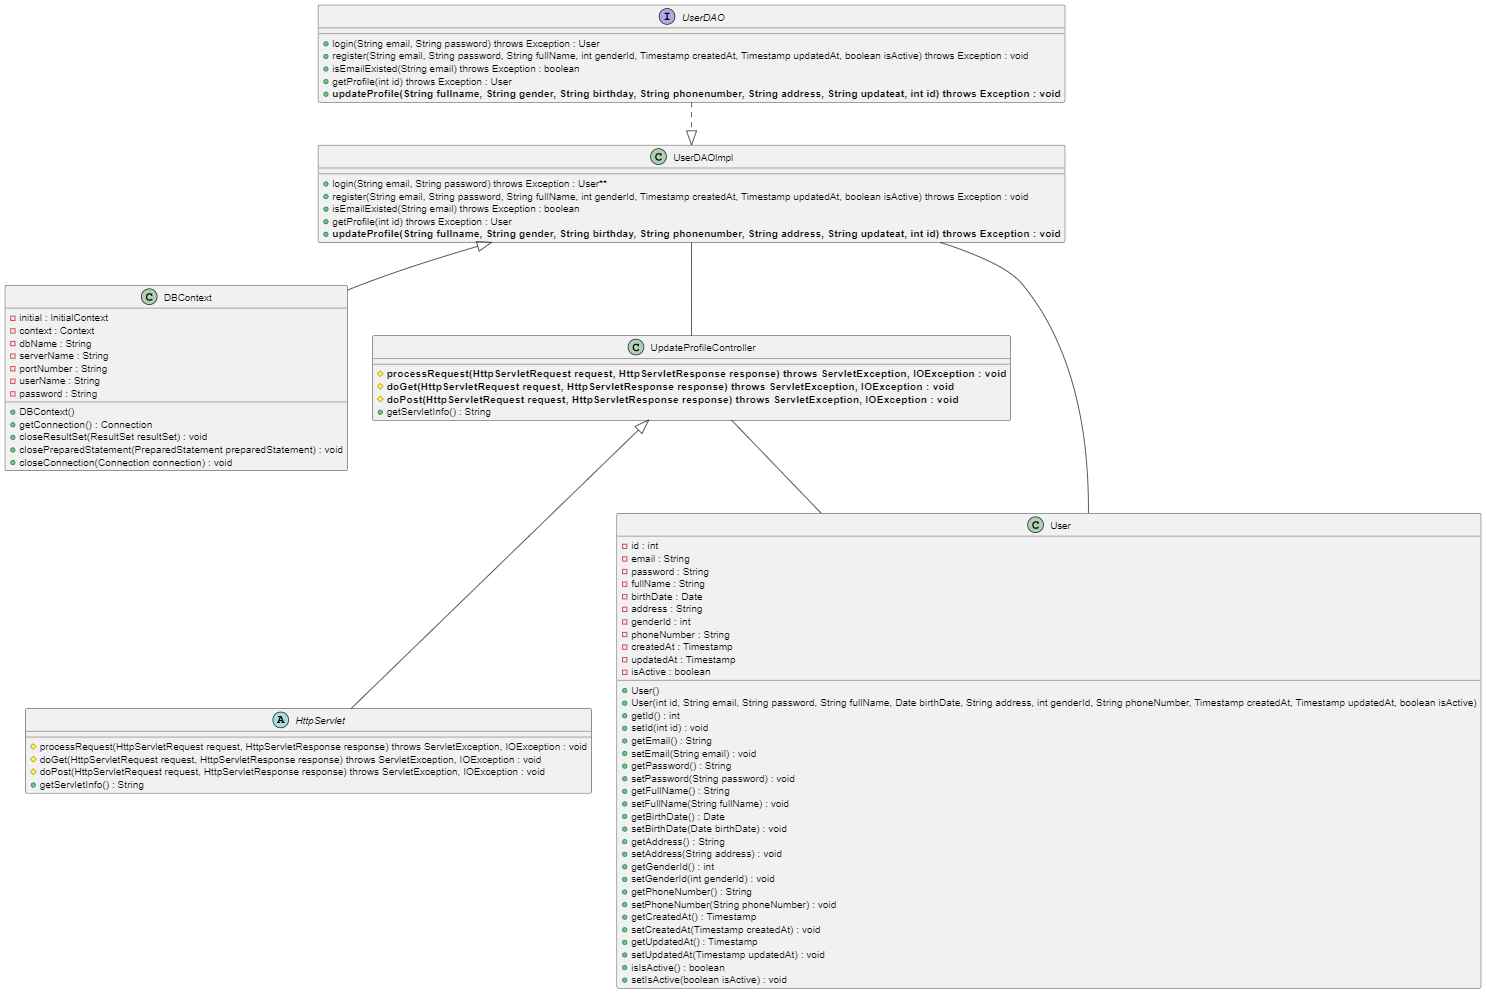 I UserDAO
login(String email, String password) throws Exception : User
register(String email, String password, String fullName, int genderId, Timestamp createdAt, Timestamp updatedAt, boolean isActive) throws Exception : void
isEmailExisted(String email) throws Exception : boolean
getProfile(int id) throws Exception : User
updateProfile(String fullname, String gender, String birthday, String phonenumber, String address, String updateat, int id) throws Exception : void
C UserDAOImpl
login(String email, String password) throws Exception : User**
register(String email, String password, String fullName, int genderId, Timestamp createdAt, Timestamp updatedAt, boolean isActive) throws Exception : void
isEmailExisted(String email) throws Exception : boolean
getProfile(int id) throws Exception : User
updateProfile(String fullname, String gender, String birthday, String phonenumber, String address, String updateat, int id) throws Exception : void
C DBContext
initial : InitialContext
context : Context
dbName : String
serverName : String
portNumber : String
userName : String
password : String
DBContext()
getConnection() : Connection
closeResultSet(ResultSet resultSet) : void
closePreparedStatement(PreparedStatement preparedStatement) : void
closeConnection(Connection connection) : void
C UpdateProfileController
processRequest(HttpServletRequest request, HttpServletResponse response) throws ServletException, IOException : void
doGet(HttpServletRequest request, HttpServletResponse response) throws ServletException, IOException : void
doPost(HttpServletRequest request, HttpServletResponse response) throws ServletException, IOException : void
getServletInfo() : String
C User
id : int
email : String
password : String
fullName : String
birthDate : Date
address : String
genderId : int
phoneNumber : String
createdAt : Timestamp
updatedAt : Timestamp
isActive : boolean
User()
User(int id, String email, String password, String fullName, Date birthDate, String address, int genderId, String phoneNumber, Timestamp createdAt, Timestamp updatedAt, boolean isActive)
getId() : int
setId(int id) : void
getEmail() : String
setEmail(String email) : void
getPassword() : String
setPassword(String password) : void
getFullName() : String
setFullName(String fullName) : void
getBirthDate() : Date
setBirthDate(Date birthDate) : void
getAddress() : String
setAddress(String address) : void
getGenderId() : int
setGenderId(int genderId) : void
getPhoneNumber() : String
setPhoneNumber(String phoneNumber) : void
getCreatedAt() : Timestamp
setCreatedAt(Timestamp createdAt) : void
getUpdatedAt() : Timestamp
setUpdatedAt(Timestamp updatedAt) : void
isIsActive() : boolean
setIsActive(boolean isActive) : void
A HttpServlet
processRequest(HttpServletRequest request, HttpServletResponse response) throws ServletException, IOException : void
doGet(HttpServletRequest request, HttpServletResponse response) throws ServletException, IOException : void
doPost(HttpServletRequest request, HttpServletResponse response) throws ServletException, IOException : void
getServletInfo() : String